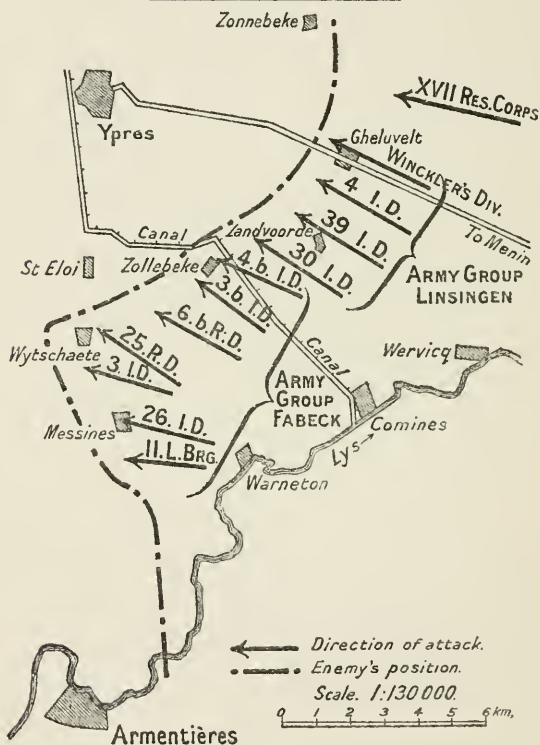 Zonnebeke
XVII RES. CORPS
Ypres
Gheluvelt
WINCKLER'S DIV.
4 I.D.
39 I.D.
30 I.D.
To Menin
Canal
Zandvoorde
ARMY GROUP
LINSINGEN
St Eloi
Zollebeke
4.b. I.D.
3.b. I.D.
6.b.R.D.
Canal
Wervicq
Wytschaete
25 R.D.
3. I.D.
ARMY
GROUP
FABECK
Comines
Lys
Messines
26. I.D.
11. L. BRG.
Warneton
Direction of attack.
Enemy's position.
Scale. 1:130 000.
0 1 2 3 4 5 6 km,
Armentières